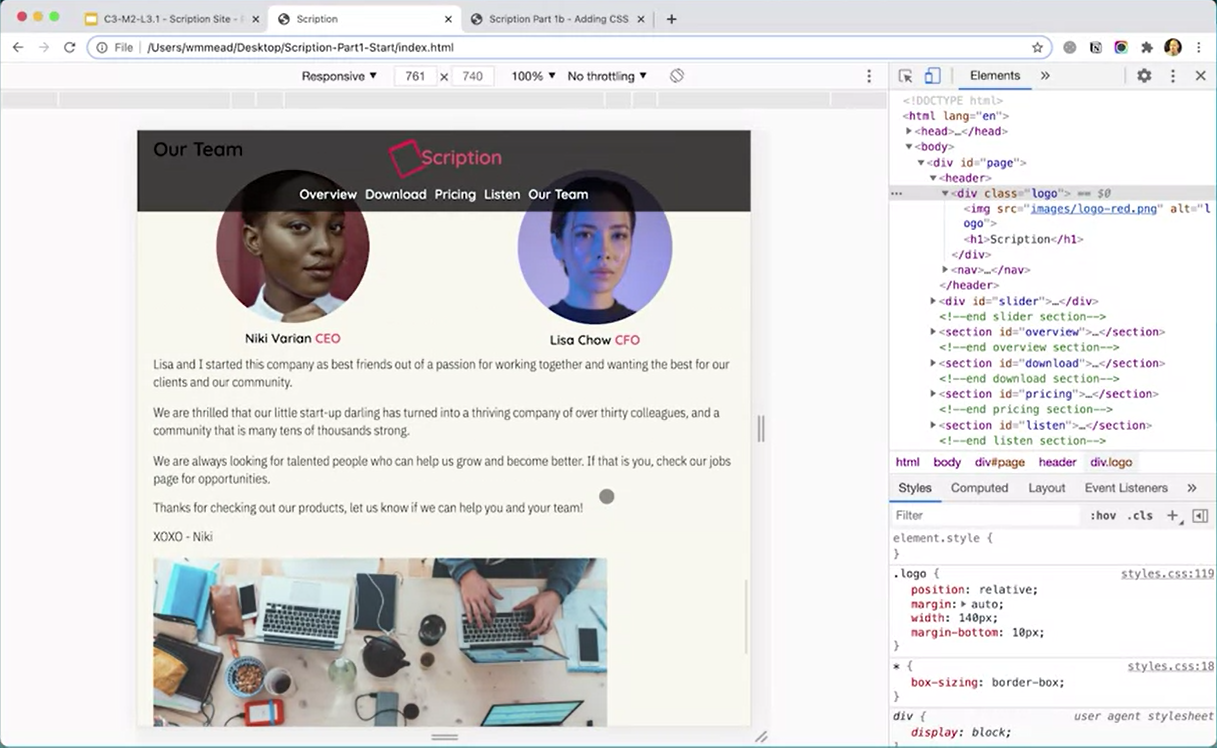 C3-M2-L3.1 - Scription Site -
Scription
Scription Part 1b - Adding CSS
File /Users/wmmead/Desktop/Scription-Part1-Start/index.html
Responsive 761 × 740 100% No throttling
Our Team
Scription
Overview Download Pricing Listen Our Team
Niki Varian CEO
Lisa Chow CFO
Lisa and I started this company as best friends out of a passion for working together and wanting the best for our
clients and our community.
We are thrilled that our little start-up darling has turned into a thriving company of over thirty colleagues, and a
community that is many tens of thousands strong.
We are always looking for talented people who can help us grow and become better. If that is you, check our jobs
page for opportunities.
Thanks for checking out our products, let us know if we can help you and your team!
XOXO - Niki
Elements
<!DOCTYPE html>
<html lang="en">
<head>…</head>
<body>
<div id="page">
<header>
<div class="logo"> == $0
<img src="images/logo-red.png" alt="l
ogo">
<h1>Scription</h1>
</div>
<nav>…</nav>
</header>
<div id="slider">…</div>
<!--end slider section-->
<section id="overview">…</section>
<!--end overview section-->
<section id="download">…</section>
<!--end download section-->
<section id="pricing">…</section>
<!--end pricing section-->
<section id="listen">…</section>
<!--end listen section-->
html body div#page header div.logo
Styles Computed Layout Event Listeners
Filter :hov .cls
element.style {
}
.logo { styles.css:119
position: relative;
margin: auto;
width: 140px;
margin-bottom: 10px;
}
* { styles.css:18
box-sizing: border-box;
}
div { user agent stylesheet
display: block;